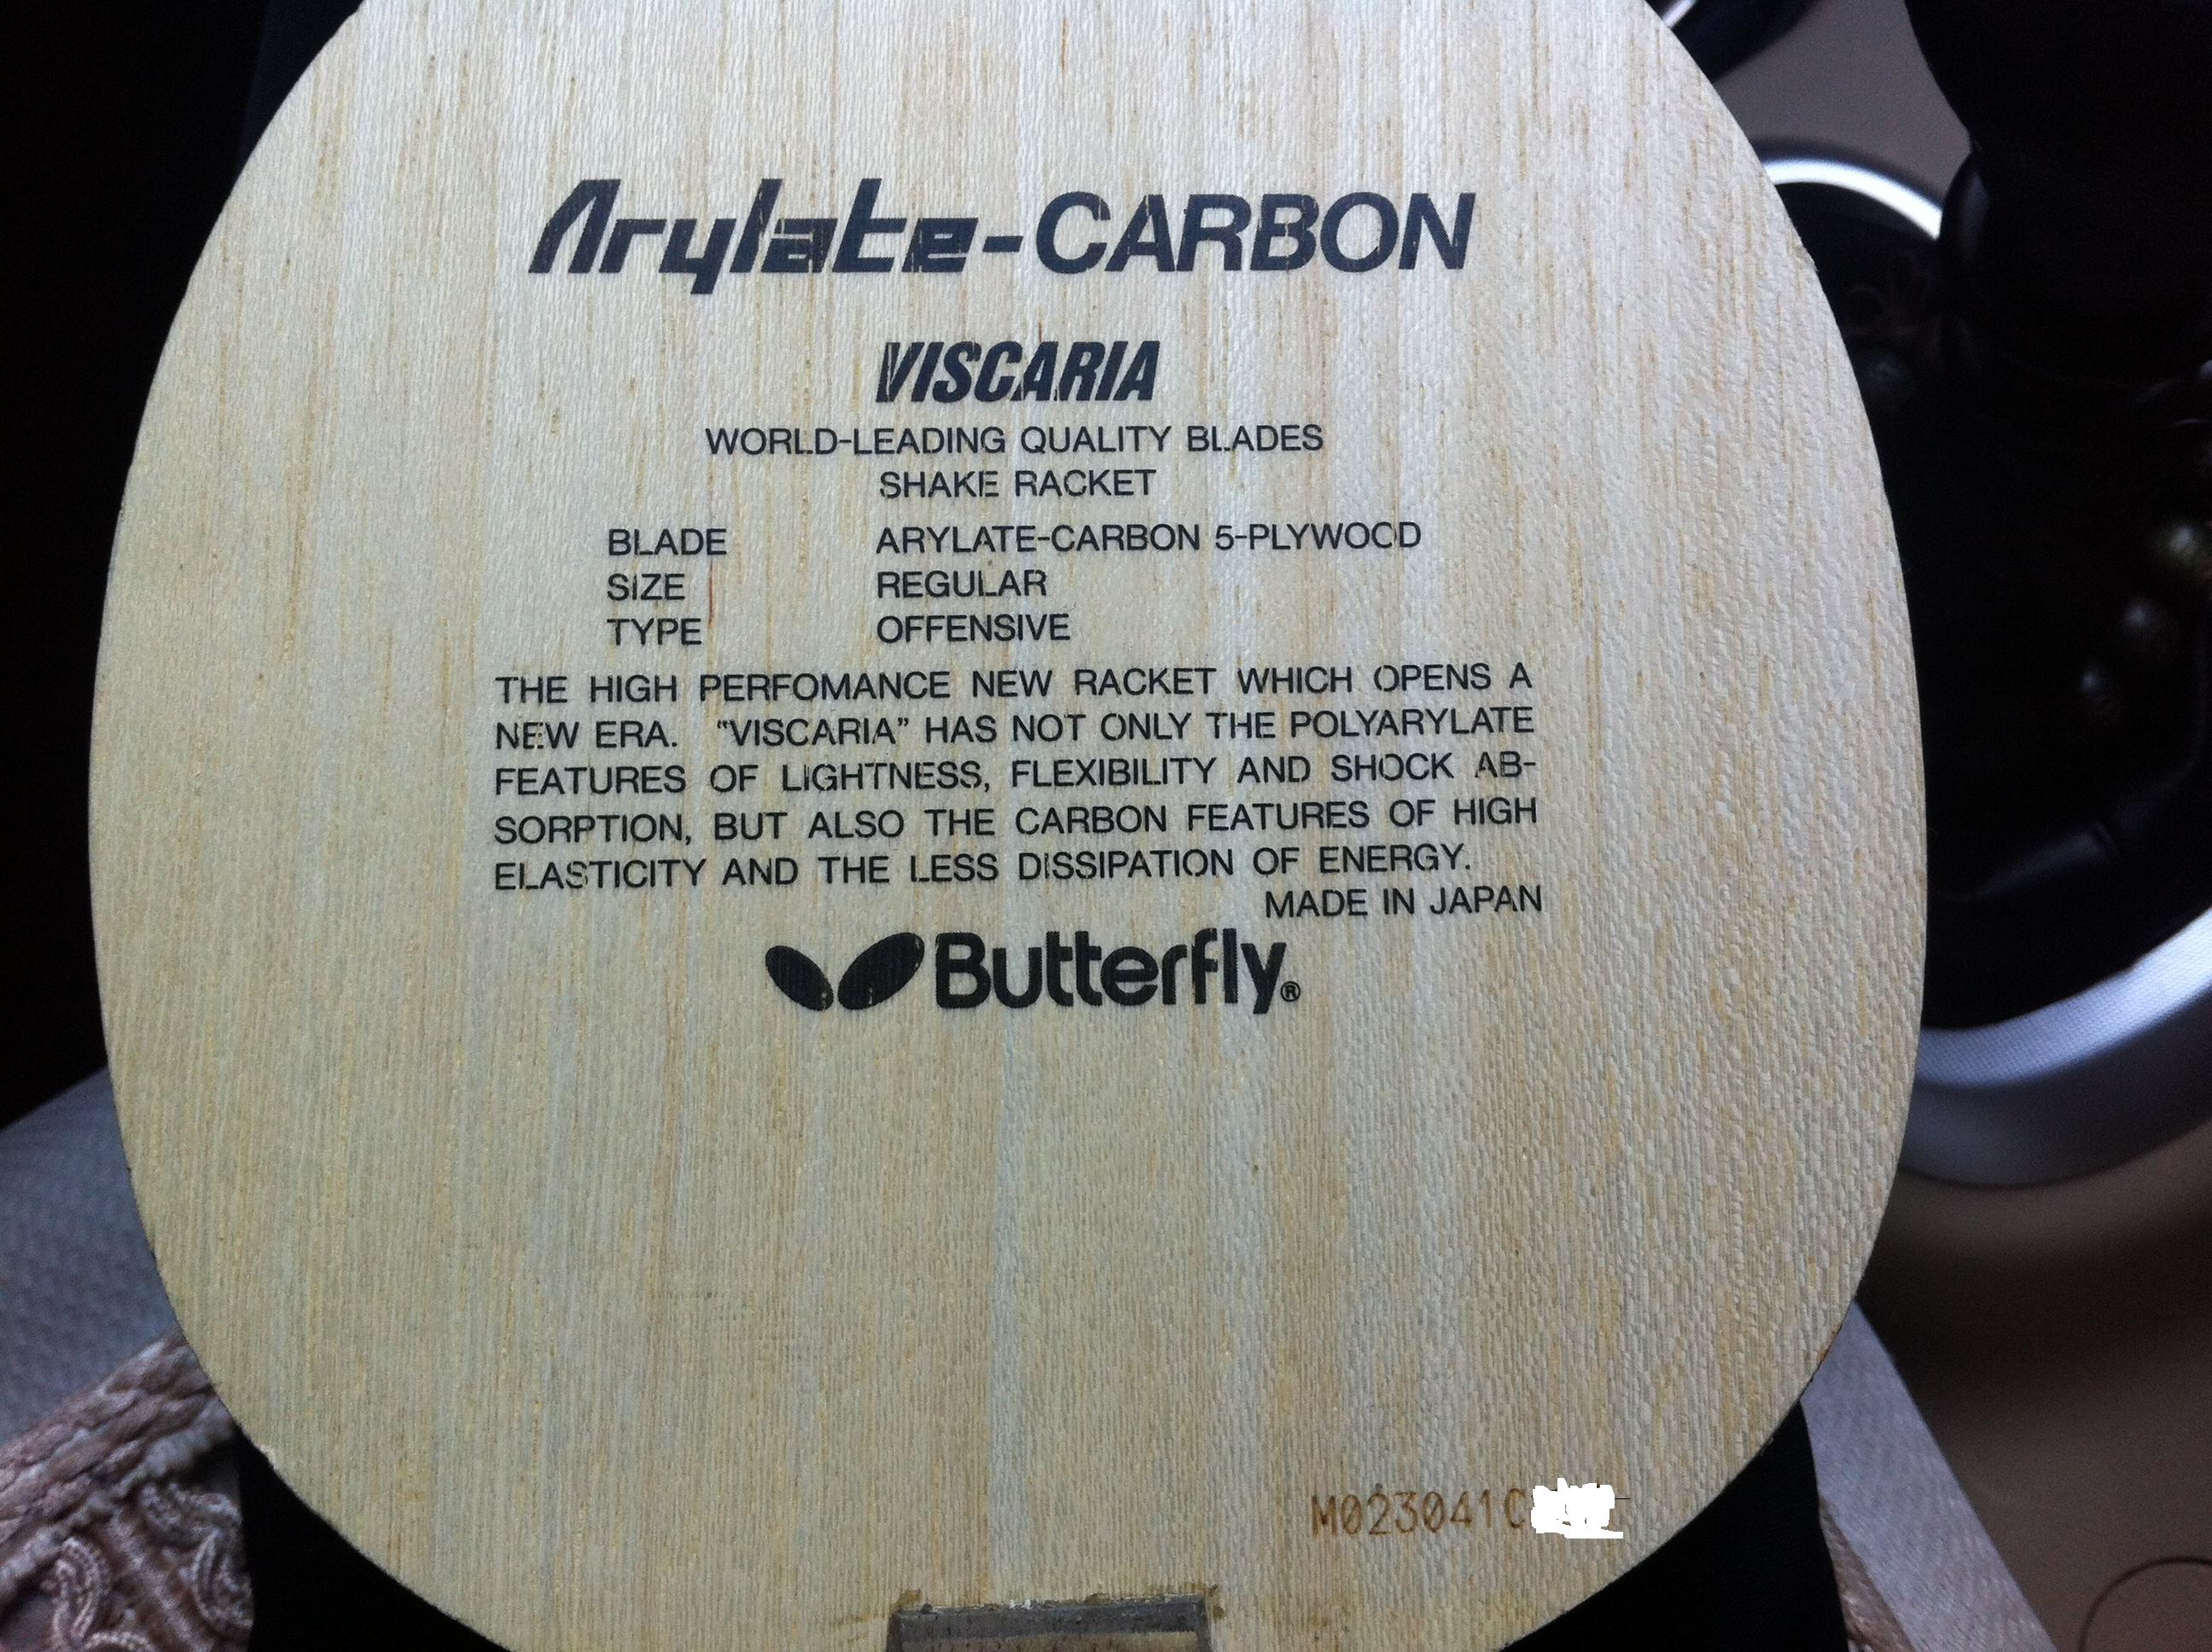 Arylate-CARBON
VISCARIA
WORLD-LEADING QUALITY BLADES
SHAKE RACKET
BLADE ARYLATE-CARBON 5-PLYWOOD
SIZE REGULAR
TYPE OFFENSIVE
THE HIGH PERFOMANCE NEW RACKET WHICH OPENS A
NEW ERA. "VISCARIA" HAS NOT ONLY THE POLYARYLATE
FEATURES OF LIGHTNESS, FLEXIBILITY AND SHOCK AB-
SORPTION, BUT ALSO THE CARBON FEATURES OF HIGH
ELASTICITY AND THE LESS DISSIPATION OF ENERGY.
MADE IN JAPAN
Butterfly®
M023041C